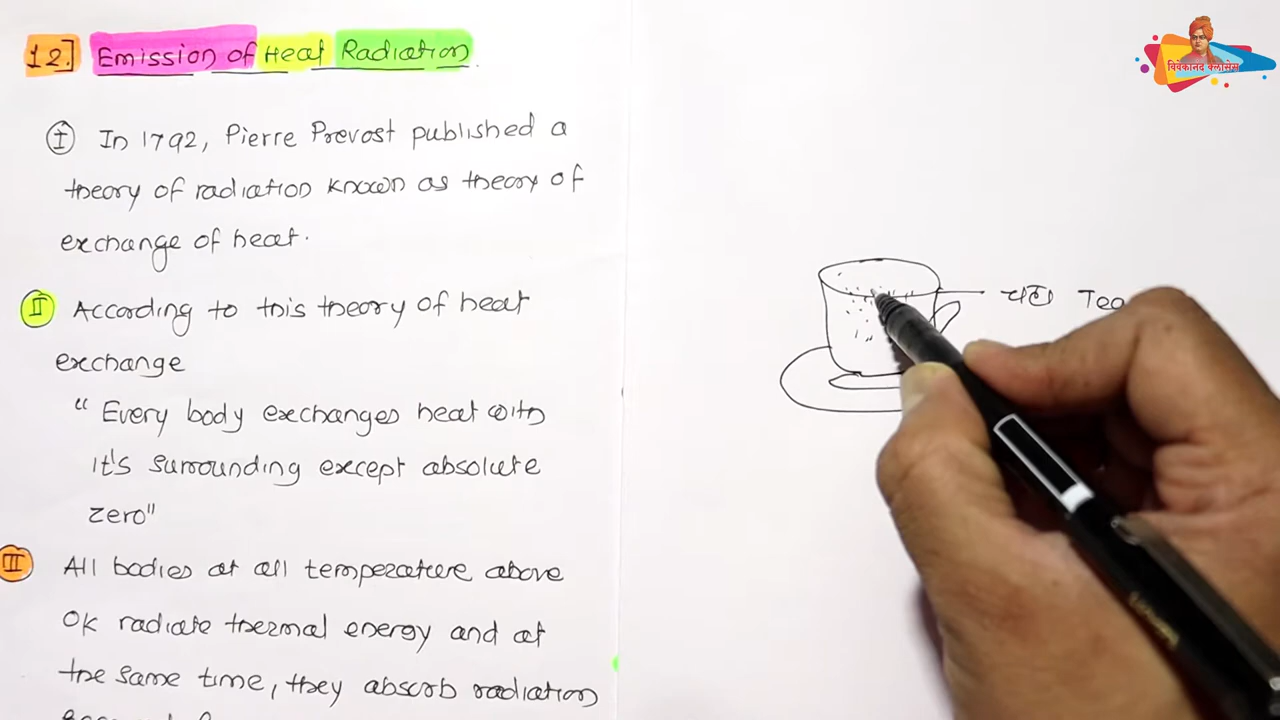 12.] Emission of Heat Radiation.
I In 1792, Pierre Prevost published a
theory of radiation known as theory of
exchange of heat.
II According to this theory of heat
exchange
" Every body exchanges heat with
it's surrounding except absolute
zero"
III All bodies at all temperature above
0K radiate thermal energy and at
the same time, they absorb radiation
चहा Tea
विवेकानंद क्लासेस